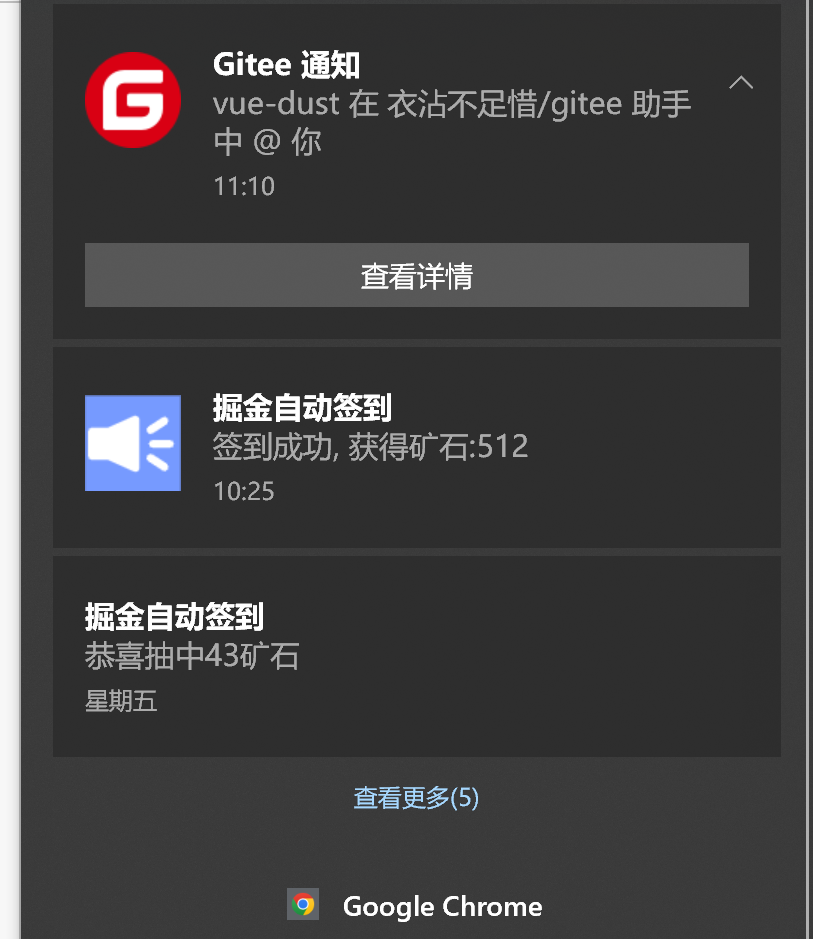 Gitee 通知
vue-dust 在 衣沾不足惜/gitee 助手
中 @ 你
11:10
查看详情
掘金自动签到
签到成功, 获得矿石:512
10:25
掘金自动签到
恭喜抽中43矿石
星期五
查看更多(5)
Google Chrome